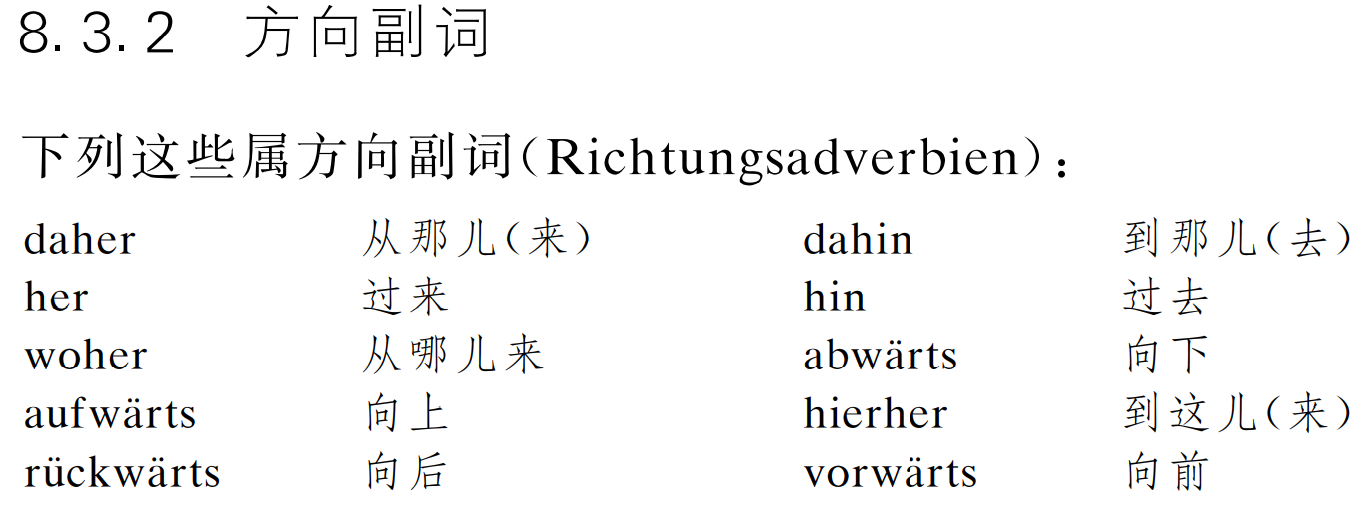 8.3.2 方向副词
下列这些属方向副词(Richtungsadverbien)：
daher 从那儿(来) dahin 到那儿(去)
her 过来 hin 过去
woher 从哪儿来 abwärts 向下
aufwärts 向上 hierher 到这儿(来)
rückwärts 向后 vorwärts 向前